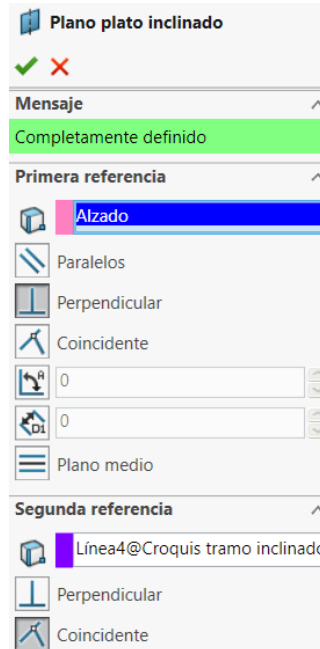 Plano plato inclinado
Mensaje
Completamente definido
Primera referencia
Alzado
Paralelos
Perpendicular
Coincidente
0
0
Plano medio
Segunda referencia
Línea4@Croquis tramo inclinado
Perpendicular
Coincidente